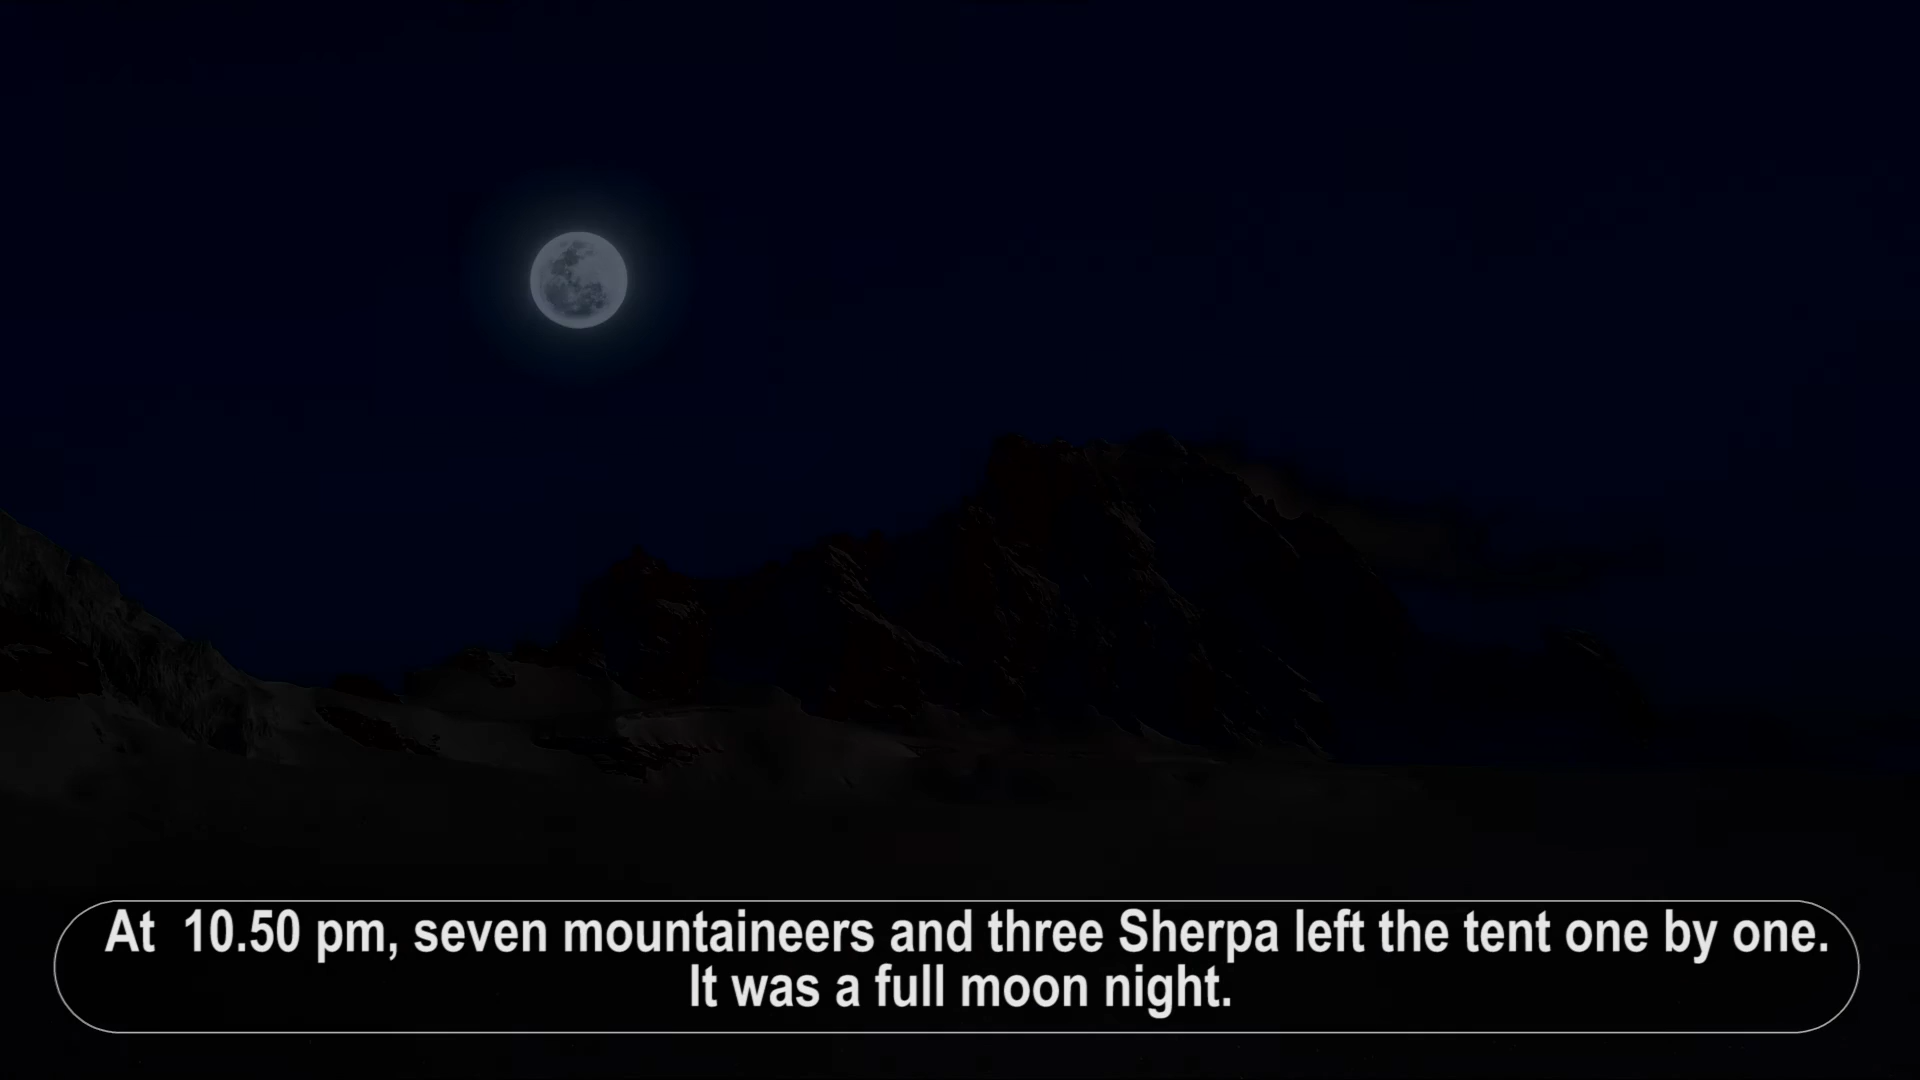 At  10.50 pm, seven mountaineers and three Sherpa left the tent one by one.
It was a full moon night.